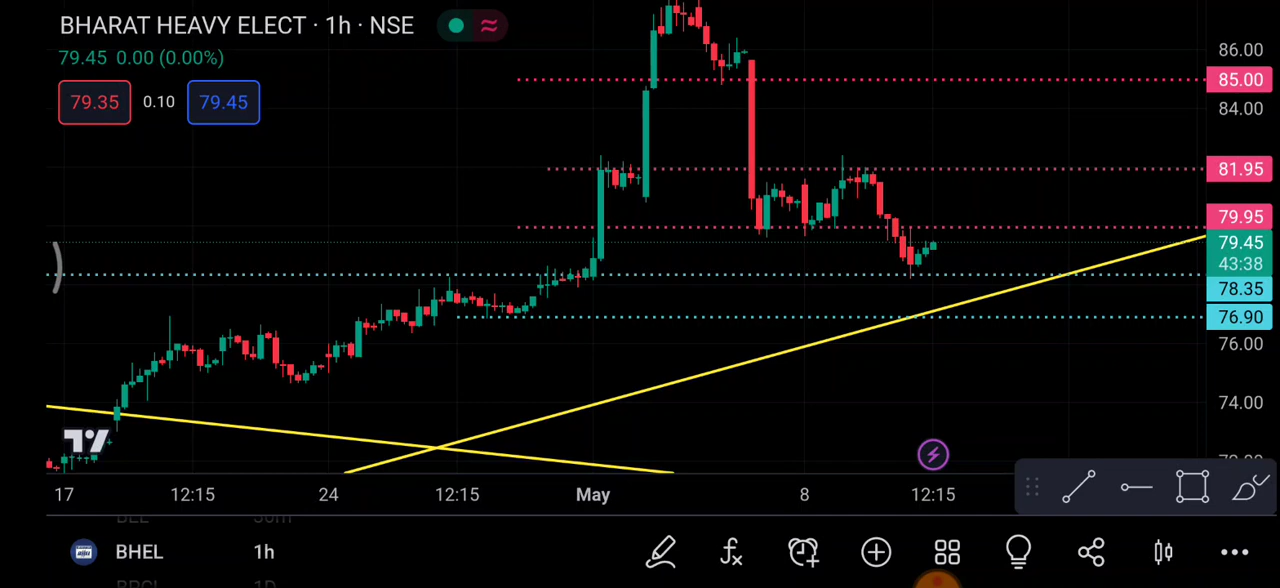 BHARAT HEAVY ELECT · 1h · NSE
79.45 0.00 (0.00%)
79.35 0.10 79.45
86.00
85.00
84.00
81.95
79.95
79.45
43:38
78.35
76.90
76.00
74.00
17 12:15 24 12:15 May 8 12:15
BHEL 1h